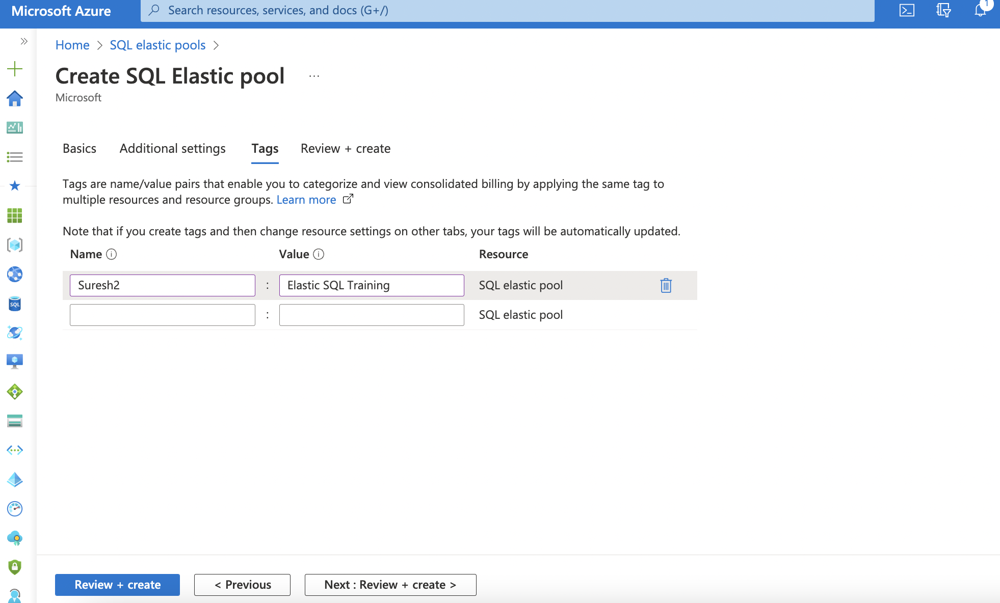 Microsoft Azure
Search resources, services, and docs (G+/)
1
Home > SQL elastic pools >
Create SQL Elastic pool ...
Microsoft
Basics Additional settings Tags Review + create
Tags are name/value pairs that enable you to categorize and view consolidated billing by applying the same tag to
multiple resources and resource groups. Learn more
Note that if you create tags and then change resource settings on other tabs, your tags will be automatically updated.
Name Value Resource
Suresh2 : Elastic SQL Training SQL elastic pool
: SQL elastic pool
SQL
Review + create < Previous Next : Review + create >